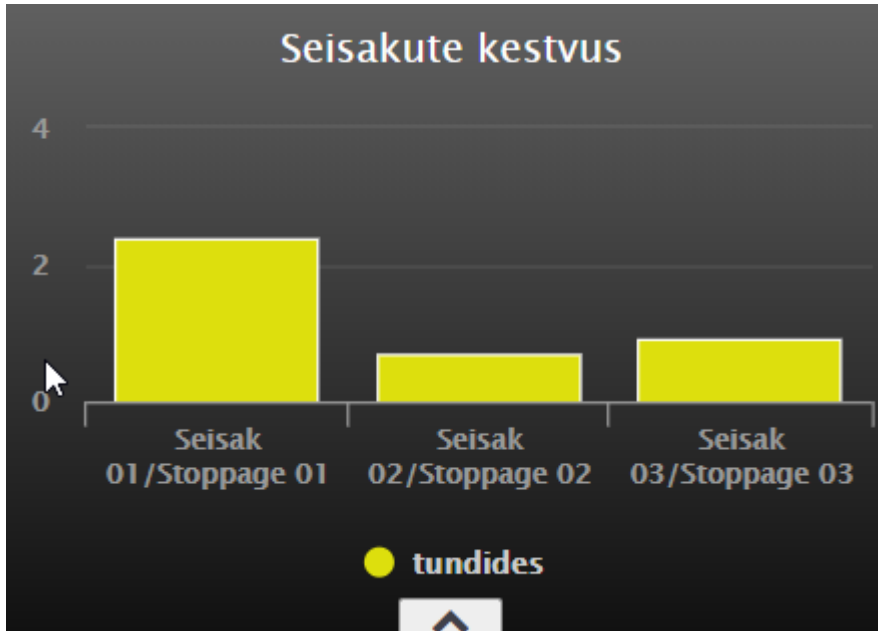 Seisakute kestvus
4
2
0
Seisak
01/Stoppage 01
Seisak
02/Stoppage 02
Seisak
03/Stoppage 03
tundides